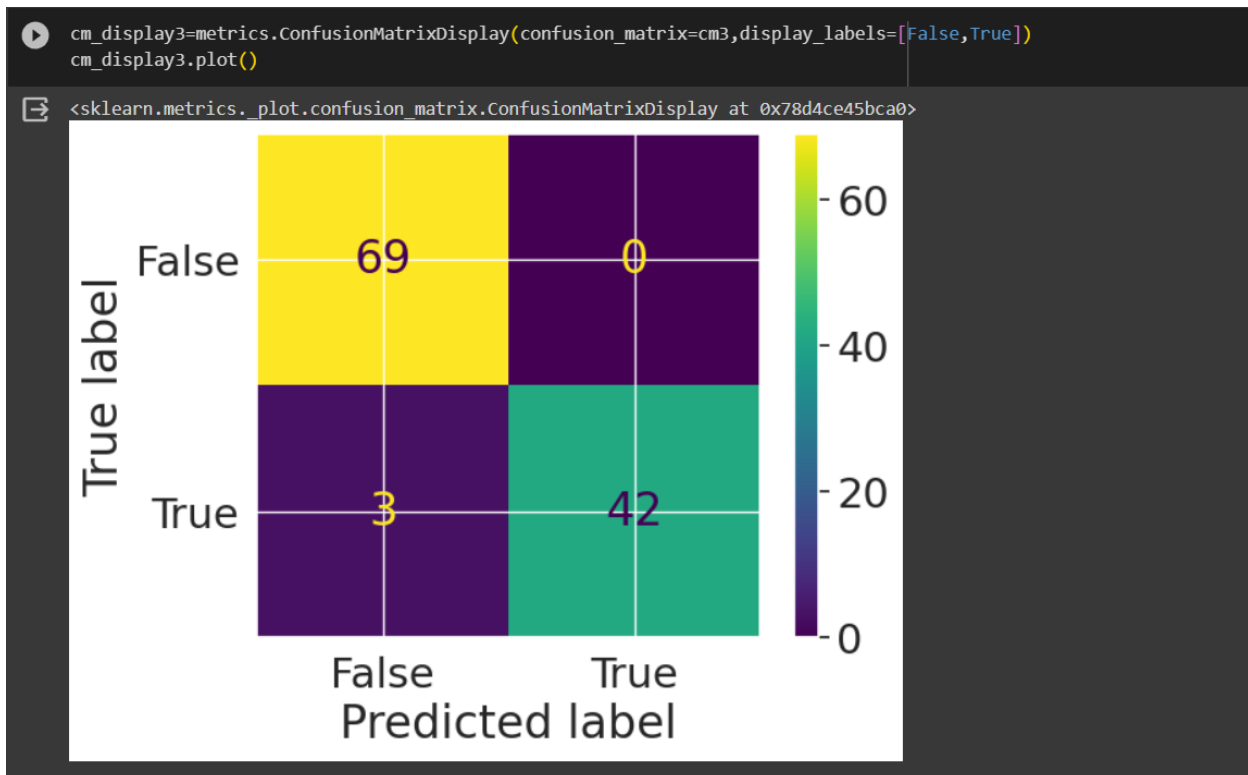 cm_display3=metrics.ConfusionMatrixDisplay(confusion_matrix=cm3,display_labels=[False,True])
cm_display3.plot()
<sklearn.metrics._plot.confusion_matrix.ConfusionMatrixDisplay at 0x78d4ce45bca0>
True label
False
69
0
True
3
42
False
True
Predicted label
60
40
20
0